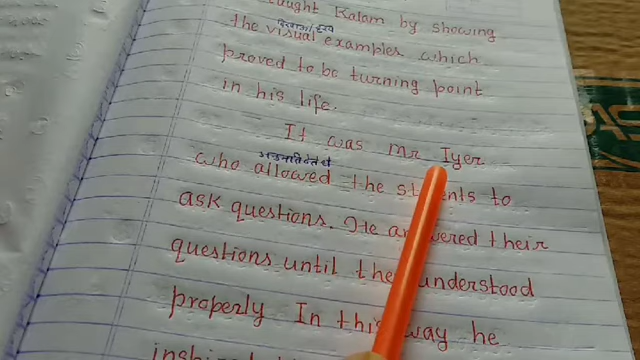 taught Kalam by showing
the visual examples which
proved to be turning point
in his life.
It was Mr Iyer
who allowed the students to
ask questions. He answered their
questions until they understood
properly In this way he